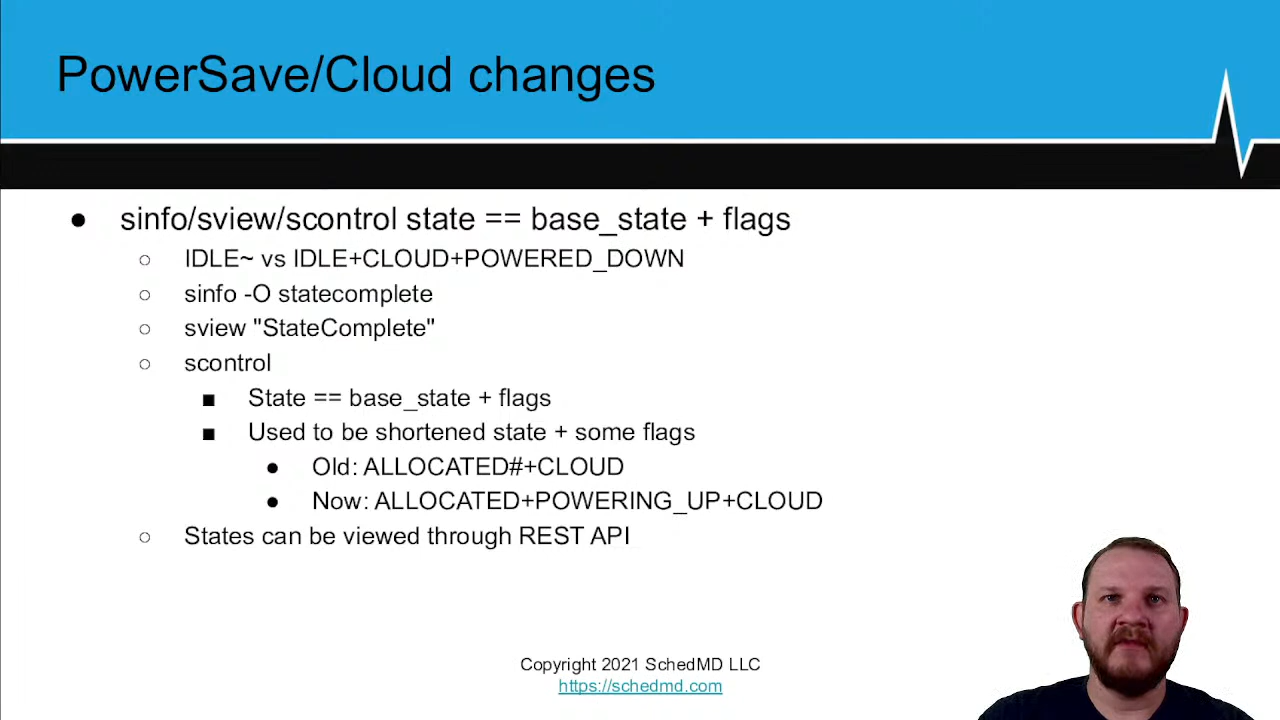 PowerSave/Cloud changes
● sinfo/sview/scontrol state == base_state + flags
○ IDLE~ vs IDLE+CLOUD+POWERED_DOWN
○ sinfo -O statecomplete
○ sview "StateComplete"
○ scontrol
■ State == base_state + flags
■ Used to be shortened state + some flags
● Old: ALLOCATED#+CLOUD
● Now: ALLOCATED+POWERING_UP+CLOUD
○ States can be viewed through REST API
Copyright 2021 SchedMD LLC
https://schedmd.com